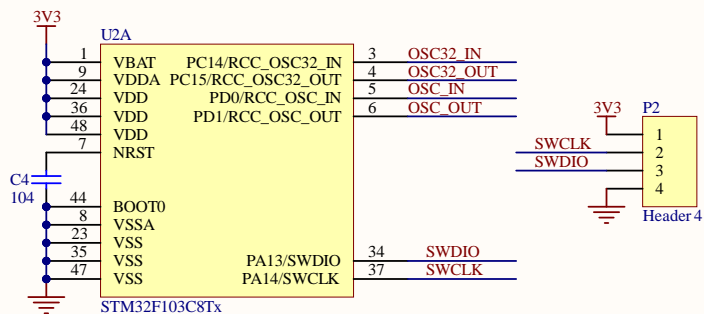 3V3
U2A
1 VBAT PC14/RCC_OSC32_IN 3 OSC32_IN
9 VDDA PC15/RCC_OSC32_OUT 4 OSC32_OUT
24 VDD PD0/RCC_OSC_IN 5 OSC_IN
36 VDD PD1/RCC_OSC_OUT 6 OSC_OUT
48 VDD
7 NRST
C4
104
44 BOOT0
8 VSSA
23 VSS
35 VSS PA13/SWDIO 34 SWDIO
47 VSS PA14/SWCLK 37 SWCLK
STM32F103C8Tx
3V3 P2
1
SWCLK 2
SWDIO 3
4
Header 4